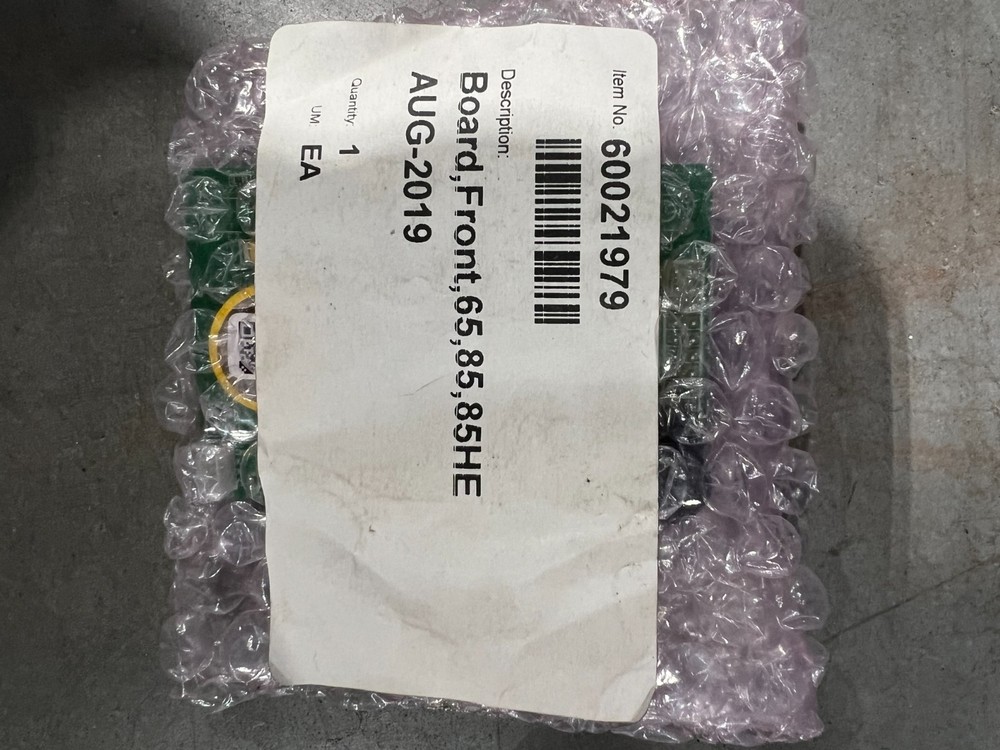 Item No. 60021979
Description:
Board,Front,65,85,85HE
AUG-2019
Quantity: 1
UM: EA